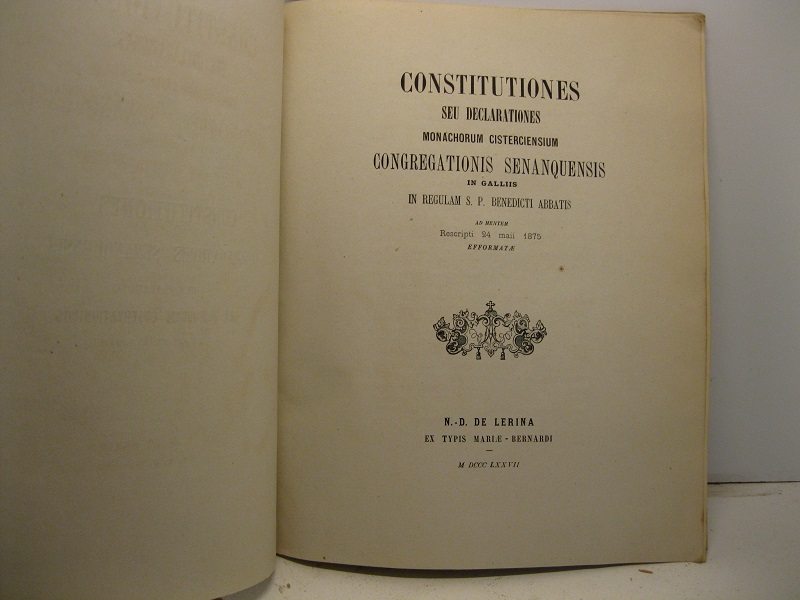 CONSTITUTIONES
SEU DECLARATIONES
MONACHORUM CISTERCIENSIUM
CONGREGATIONIS SENANQUENSIS
IN GALLIIS
IN REGULAM S. P. BENEDICTI ABBATIS
AD MENTEM
Rescripti 24 maii 1875
EFFORMATÆ
N.-D. DE LERINA
EX TYPIS MARIÆ-BERNARDI
M DCCC LXXVII